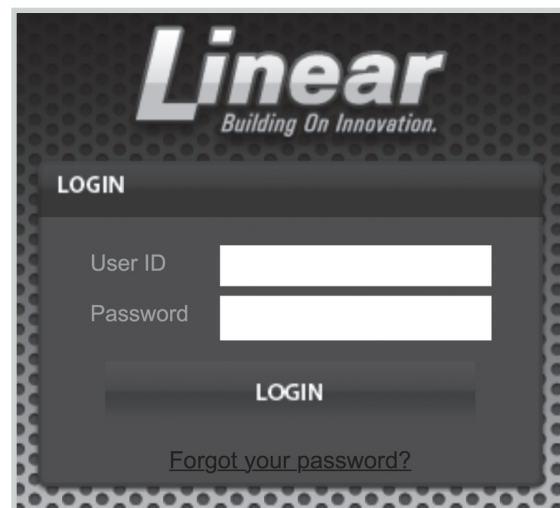 Linear
Building On Innovation.
LOGIN
User ID
Password
LOGIN
Forgot your password?